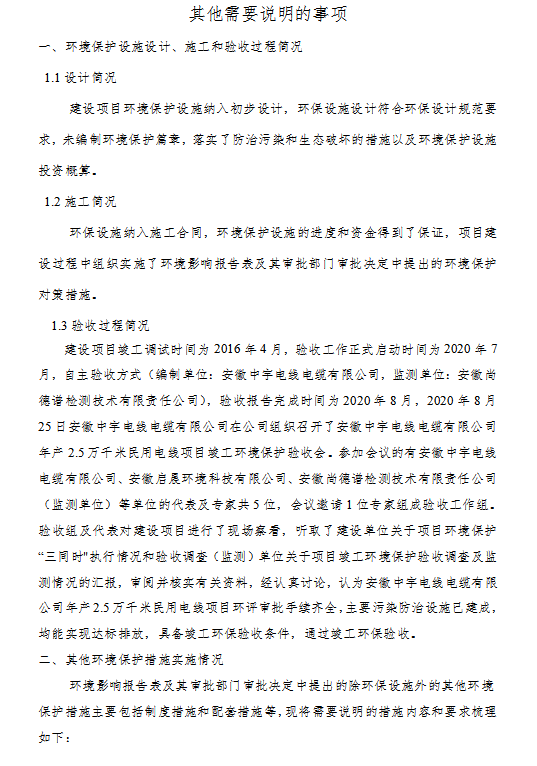 其他需要说明的事项
一、环境保护设施设计、施工和验收过程简况
1.1 设计简况
建设项目环境保护设施纳入初步设计，环保设施设计符合环保设计规范要
求，未编制环境保护篇章，落实了防治污染和生态破坏的措施以及环境保护设施
投资概算。
1.2 施工简况
环保设施纳入施工合同，环境保护设施的进度和资金得到了保证，项目建
设过程中组织实施了环境影响报告表及其审批部门审批决定中提出的环境保护
对策措施。
1.3 验收过程简况
建设项目竣工调试时间为 2016 年 4 月，验收工作正式启动时间为 2020 年 7
月，自主验收方式（编制单位：安徽中宇电线电缆有限公司，监测单位：安徽尚
德谱检测技术有限责任公司），验收报告完成时间为 2020 年 8 月，2020 年 8 月
25 日安徽中宇电线电缆有限公司在公司组织召开了安徽中宇电线电缆有限公司
年产 2.5 万千米民用电线项目竣工环境保护验收会。参加会议的有安徽中宇电线
电缆有限公司、安徽启晟环境科技有限公司、安徽尚德谱检测技术有限责任公司
（监测单位）等单位的代表及专家共 5 位，会议邀请 1 位专家组成验收工作组。
验收组及代表对建设项目进行了现场察看，听取了建设单位关于项目环境保护
“三同时"执行情况和验收调查（监测）单位关于项目竣工环境保护验收调查及监
测情况的汇报，审阅并核实有关资料，经认真讨论，认为安徽中宇电线电缆有限
公司年产 2.5 万千米民用电线项目环评审批手续齐全，主要污染防治设施已建成，
均能实现达标排放，具备竣工环保验收条件，通过竣工环保验收。
二、其他环境保护措施实施情况
环境影响报告表及其审批部门审批决定中提出的除环保设施外的其他环境
保护措施主要包括制度措施和配套措施等，现将需要说明的措施内容和要求梳理
如下：